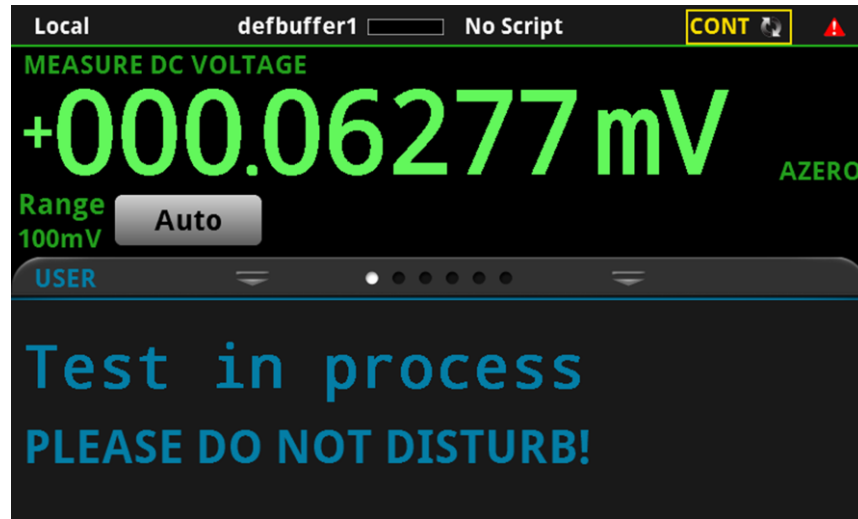 Local defbuffer1 No Script CONT
MEASURE DC VOLTAGE
+000.06277 mV
AZERO
Range
100mV
Auto
USER
Test in process
PLEASE DO NOT DISTURB!